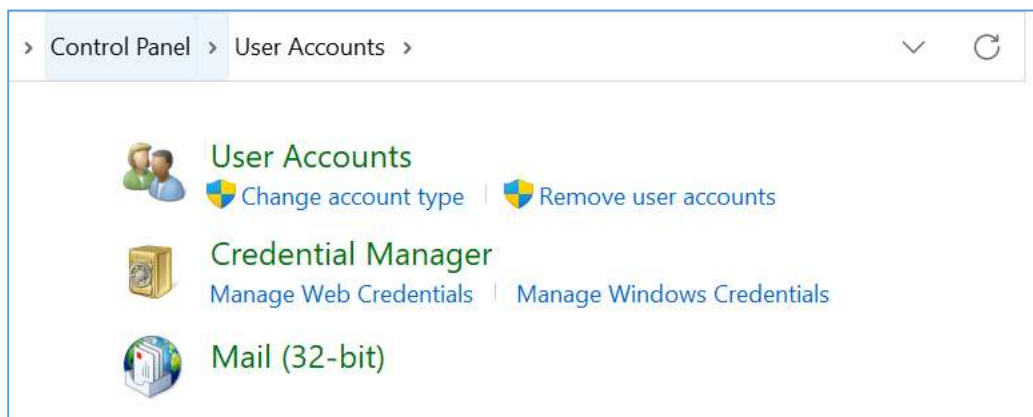 > Control Panel > User Accounts >
User Accounts
Change account type | Remove user accounts
Credential Manager
Manage Web Credentials | Manage Windows Credentials
Mail (32-bit)